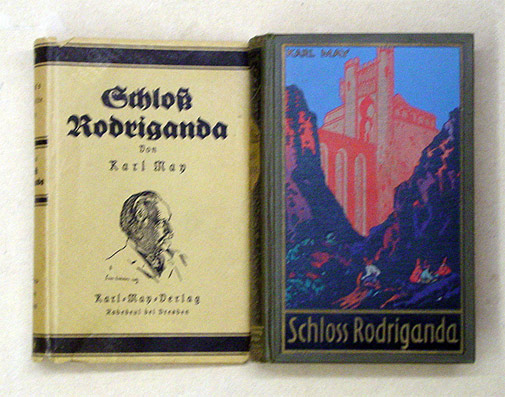 Schloß
Rodriganda
Von
Karl May
Karl-May-Verlag
Radebeul bei Dresden
KARL MAY
Schloss Rodriganda